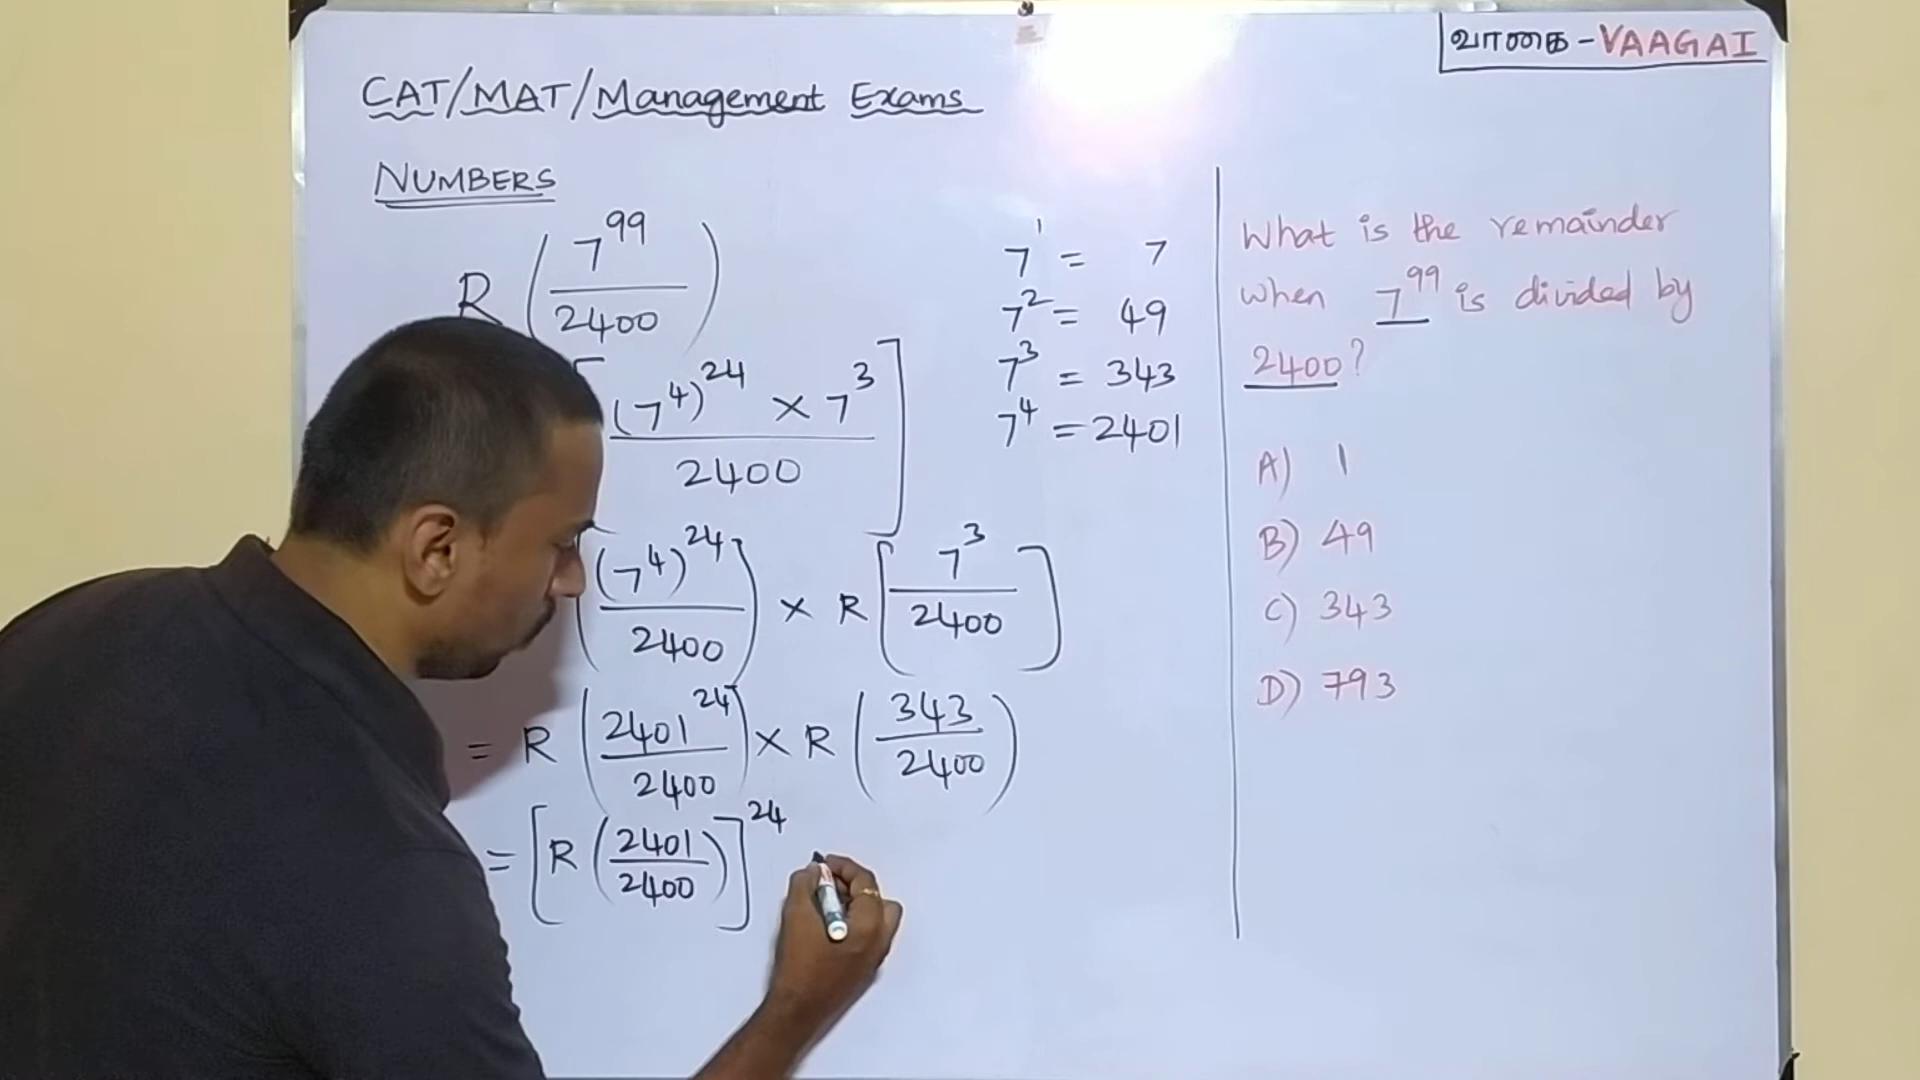 வாகை - VAAGAI
CAT/MAT/Management Exams
NUMBERS
R (7^99 / 2400)
[(7^4)^24 × 7^3 / 2400]
((7^4)^24 / 2400) × R [7^3 / 2400]
= R (2401^24 / 2400) × R (343 / 2400)
= [R (2401 / 2400)]^24
7^1 = 7
7^2 = 49
7^3 = 343
7^4 = 2401
What is the remainder
when 7^99 is divided by
2400?
A) 1
B) 49
C) 343
D) 793